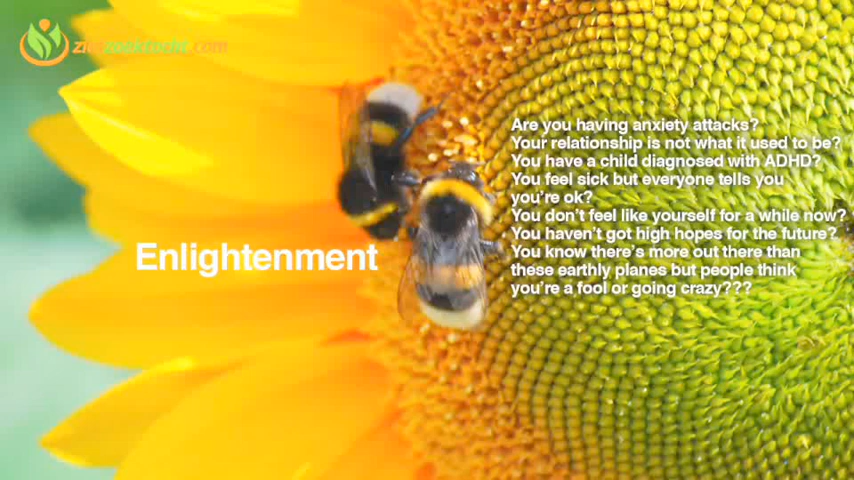 Enlightenment
Are you having anxiety attacks?
Your relationship is not what it used to be?
You have a child diagnosed with ADHD?
You feel sick but everyone tells you
you're ok?
You don't feel like yourself for a while now?
You haven't got high hopes for the future?
You know there's more out there than
these earthly planes but people think
you're a fool or going crazy???